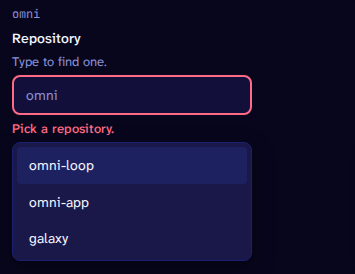 omni
Repository
Type to find one.
omni
Pick a repository.
omni-loop
omni-app
galaxy